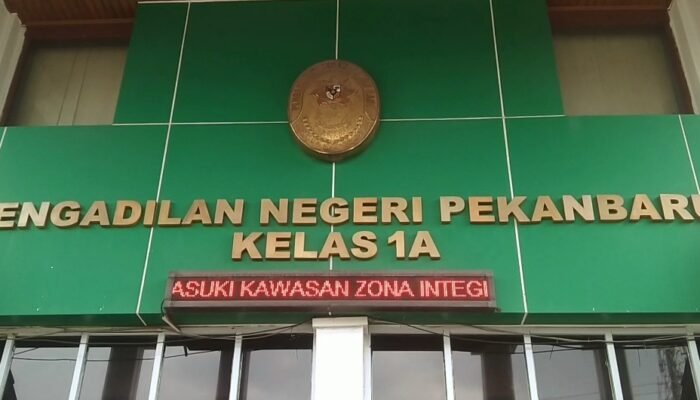 ENGADILAN NEGERI PEKANBARU
KELAS 1A
ASUKI KAWASAN ZONA INTEGI